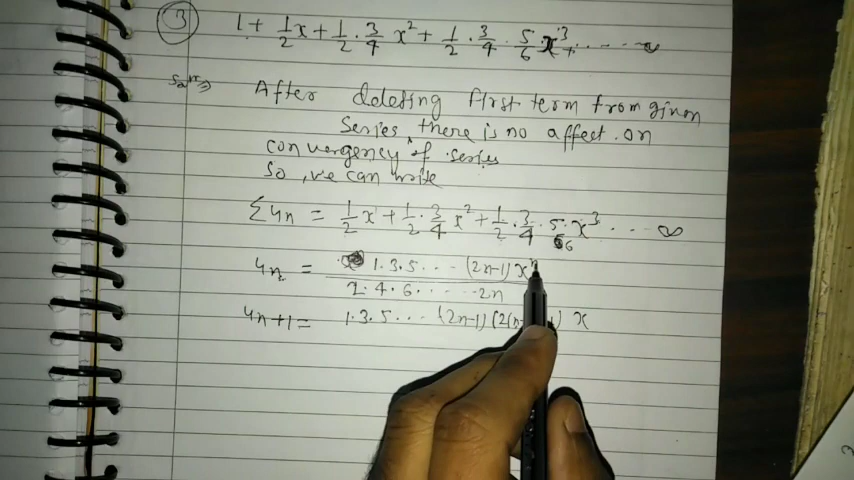 ③ 1 + 1/2 x + 1/2 · 3/4 x² + 1/2 · 3/4 · 5/6 x³ + ...... ∞
After deleting first term from given
series, there is no affect on
convergency of series
So, we can write
Σun = 1/2 x + 1/2 · 3/4 x² + 1/2 · 3/4 · 5/6 x³ ... ∞
un = 1·3·5 .... (2n-1) xⁿ / 2·4·6 ...... 2n
un+1 = 1·3·5 ... (2n-1) (2(n x